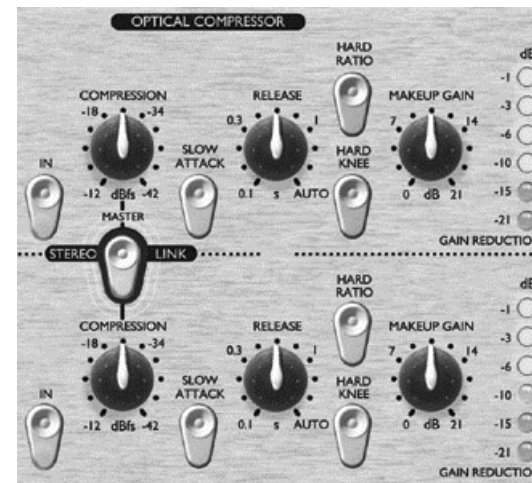 OPTICAL COMPRESSOR
HARD
RATIO
dB
COMPRESSION
RELEASE
MAKEUP GAIN
-1
-18 -34
0.3 1
7 14
-3
IN
SLOW
ATTACK
HARD
KNEE
-6
-10
-12 dBfs -42
0.1 s AUTO
0 dB 21
-15
MASTER
-21
GAIN REDUCTIO
STEREO LINK
HARD
RATIO
dB
-1
COMPRESSION
RELEASE
MAKEUP GAIN
-18 -34
0.3 1
7 14
-3
IN
SLOW
ATTACK
HARD
KNEE
-6
-10
-12 dBfs -42
0.1 s AUTO
0 dB 21
-15
-21
GAIN REDUCTIO